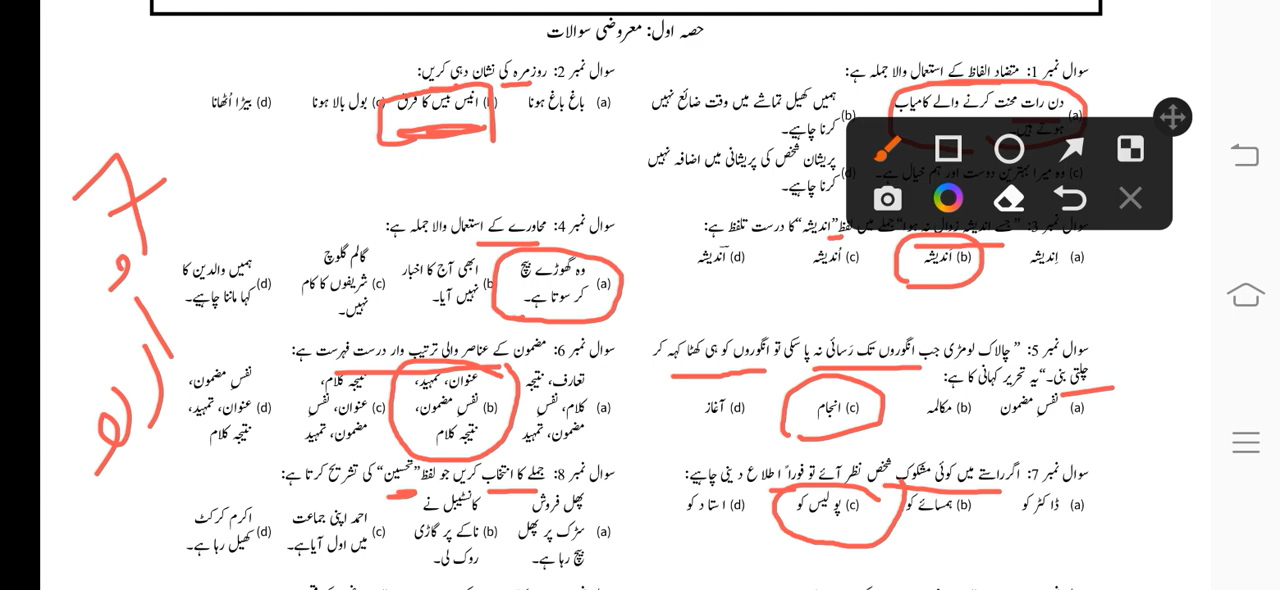 حصہ اول: معروضی سوالات
سوال نمبر 1: متضاد الفاظ کے استعمال والا جملہ ہے:
(a) دن رات محنت کرنے والے کامیاب ہوتے ہیں۔
(b) ہمیں کھیل تماشے میں وقت ضائع نہیں کرنا چاہیے۔
(c) وہ میرا بہترین دوست اور ہم خیال ہے۔
(d) پریشان شخص کی پریشانی میں اضافہ نہیں کرنا چاہیے۔
سوال نمبر 2: روزمرہ کی نشان دہی کریں:
(a) باغ باغ ہونا
(b) انیس بیس کا فرق
(c) بول بالا ہونا
(d) بیڑا اُٹھانا
سوال نمبر 3: "جسے اندیشہ زوال نہ ہو" جملے میں لفظ "اندیشہ" کا درست تلفظ ہے:
(a) اِندیشہ
(b) اَندیشہ
(c) اُندیشہ
(d) آندیشہ
سوال نمبر 4: محاورے کے استعمال والا جملہ ہے:
(a) وہ گھوڑے بیچ کر سوتا ہے۔
(b) ابھی آج کا اخبار نہیں آیا۔
(c) گالم گلوچ شریفوں کا کام نہیں۔
(d) ہمیں والدین کا کہا ماننا چاہیے۔
سوال نمبر 5: "چالاک لومڑی جب انگوروں تک رَسائی نہ پا سکی تو انگوروں کو ہی کھٹا کہہ کر
چلتی بنی۔" یہ تحریر کہانی کا ہے:
(a) نفسِ مضمون
(b) مکالمہ
(c) انجام
(d) آغاز
سوال نمبر 6: مضمون کے عناصر والی ترتیب وار درست فہرست ہے:
(a) تعارف، نتیجہ کلام، نفسِ مضمون، تمہید
(b) عنوان، تمہید، نفسِ مضمون، نتیجہ کلام
(c) نتیجہ کلام، عنوان، نفسِ مضمون، تمہید
(d) نفسِ مضمون، عنوان، تمہید، نتیجہ کلام
سوال نمبر 7: اگر راستے میں کوئی مشکوک شخص نظر آئے تو فوراً اطلاع دینی چاہیے:
(a) ڈاکٹر کو
(b) ہمسائے کو
(c) پولیس کو
(d) استاد کو
سوال نمبر 8: جملے کا انتخاب کریں جو لفظ "تحسین" کی تشریح کرتا ہے:
(a) پھل فروش سڑک پر پھل بیچ رہا ہے۔
(b) کانسٹیبل نے ناکے پر گاڑی روک لی۔
(c) احمد اپنی جماعت میں اول آیا ہے۔
(d) اکرم کرکٹ کھیل رہا ہے۔